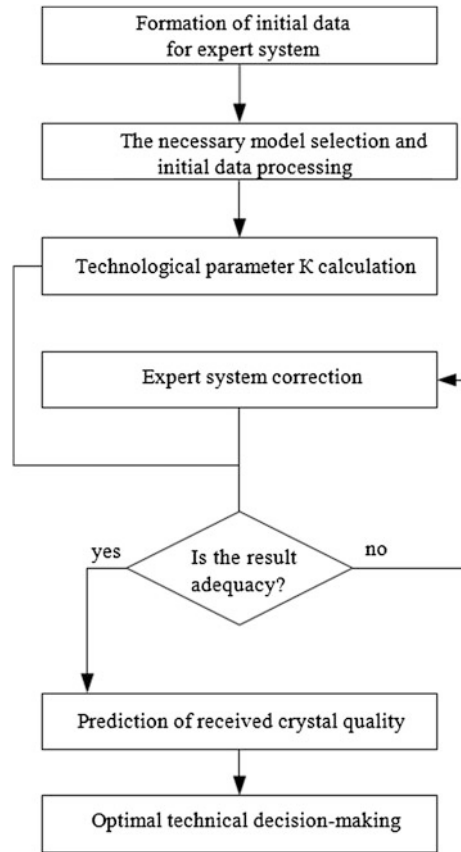 Formation of initial data
for expert system
The necessary model selection and
initial data processing
Technological parameter K calculation
Expert system correction
yes
Is the result
adequacy?
no
Prediction of received crystal quality
Optimal technical decision-making